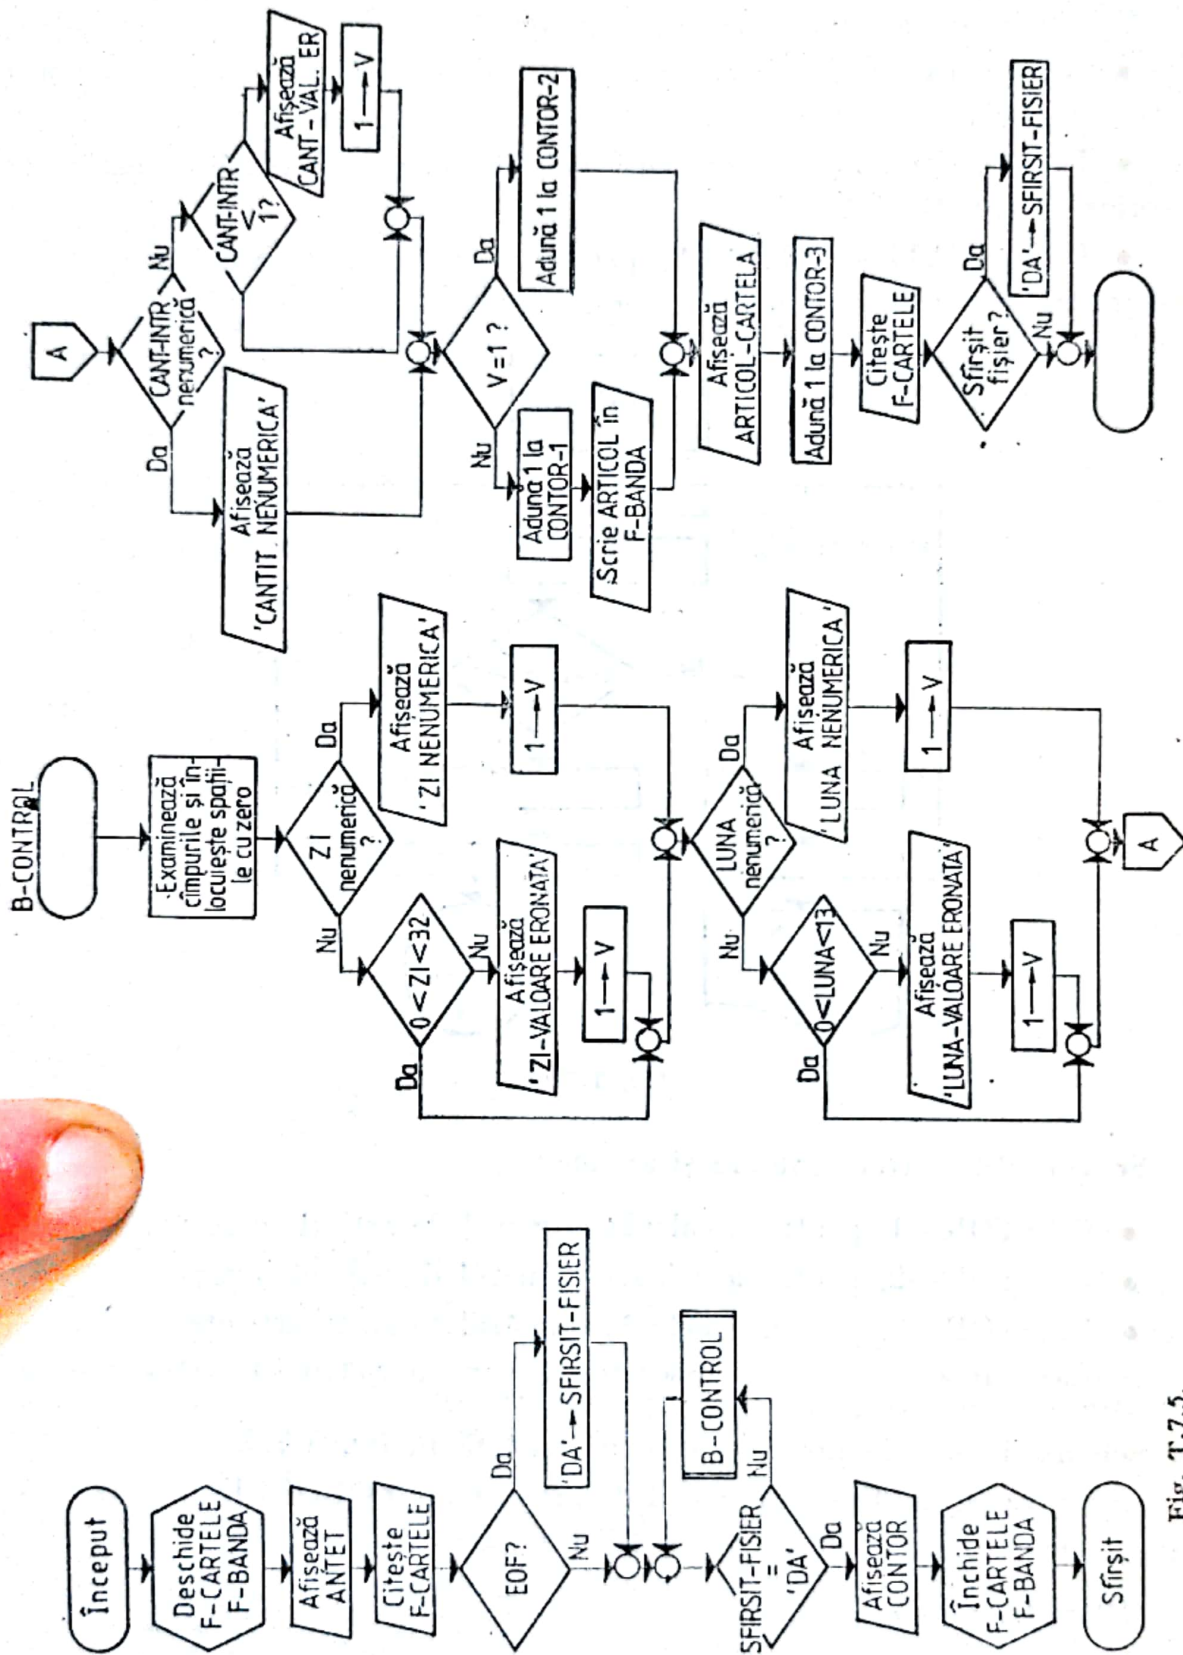 Început
Deschide
F-CARTELE
F-BANDA
Afișează
ANTET
Citește
F-CARTELE
EOF?
Da
Nu
'DA'→SFIRSIT-FISIER
B-CONTROL
SFIRSIT-FISIER
=
'DA'
Nu
Da
Afișează
CONTOR
Închide
F-CARTELE
F-BANDA
Sfîrșit
Fig. T.7.5.
B-CONTROL
Examinează
cîmpurile și în-
locuiește spații-
le cu zero
ZI
nenumerică
?
Nu
Da
0<ZI<32
Afișează
'ZI NENUMERICA'
Da
Nu
Afișează
'ZI-VALOARE ERONATA'
1→V
1→V
LUNA
nenumerică
?
Nu
Da
0<LUNA<13
Afișează
'LUNA NENUMERICA'
Da
Nu
Afișează
'LUNA-VALOARE ERONATA'
1→V
1→V
A
A
CANT-INTR
nenumerică
?
Da
Nu
Afișează
'CANTIT. NENUMERICA'
CANT-INTR
<
1?
Afișează
CANT-VAL. ER
1→V
V=1?
Nu
Da
Adună 1 la
CONTOR-1
Adună 1 la CONTOR-2
Scrie ARTICOL în
F-BANDA
Afișează
ARTICOL-CARTELA
Adună 1 la CONTOR-3
Citește
F-CARTELE
Sfîrșit
fișier?
Da
Nu
'DA'→SFIRSIT-FISIER